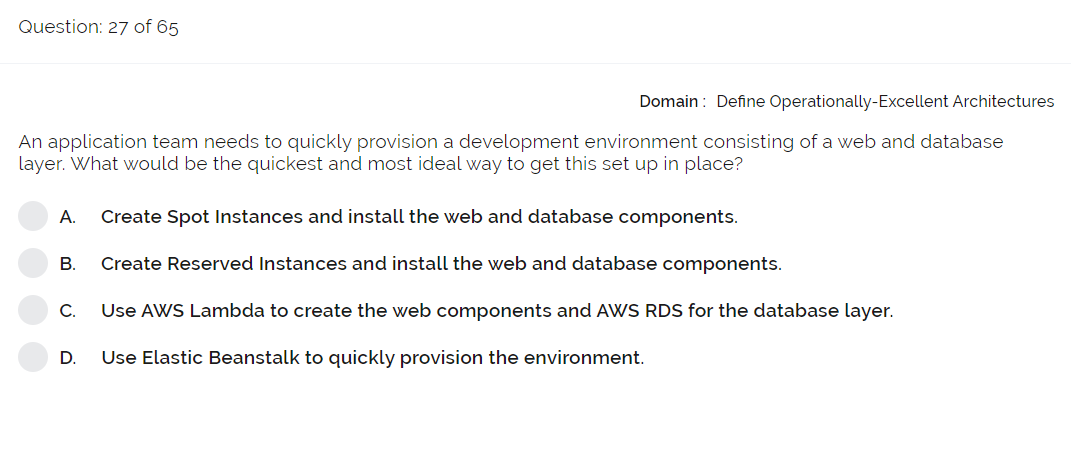 Question: 27 of 65
Domain : Define Operationally-Excellent Architectures
An application team needs to quickly provision a development environment consisting of a web and database
layer. What would be the quickest and most ideal way to get this set up in place?
A. Create Spot Instances and install the web and database components.
B. Create Reserved Instances and install the web and database components.
C. Use AWS Lambda to create the web components and AWS RDS for the database layer.
D. Use Elastic Beanstalk to quickly provision the environment.